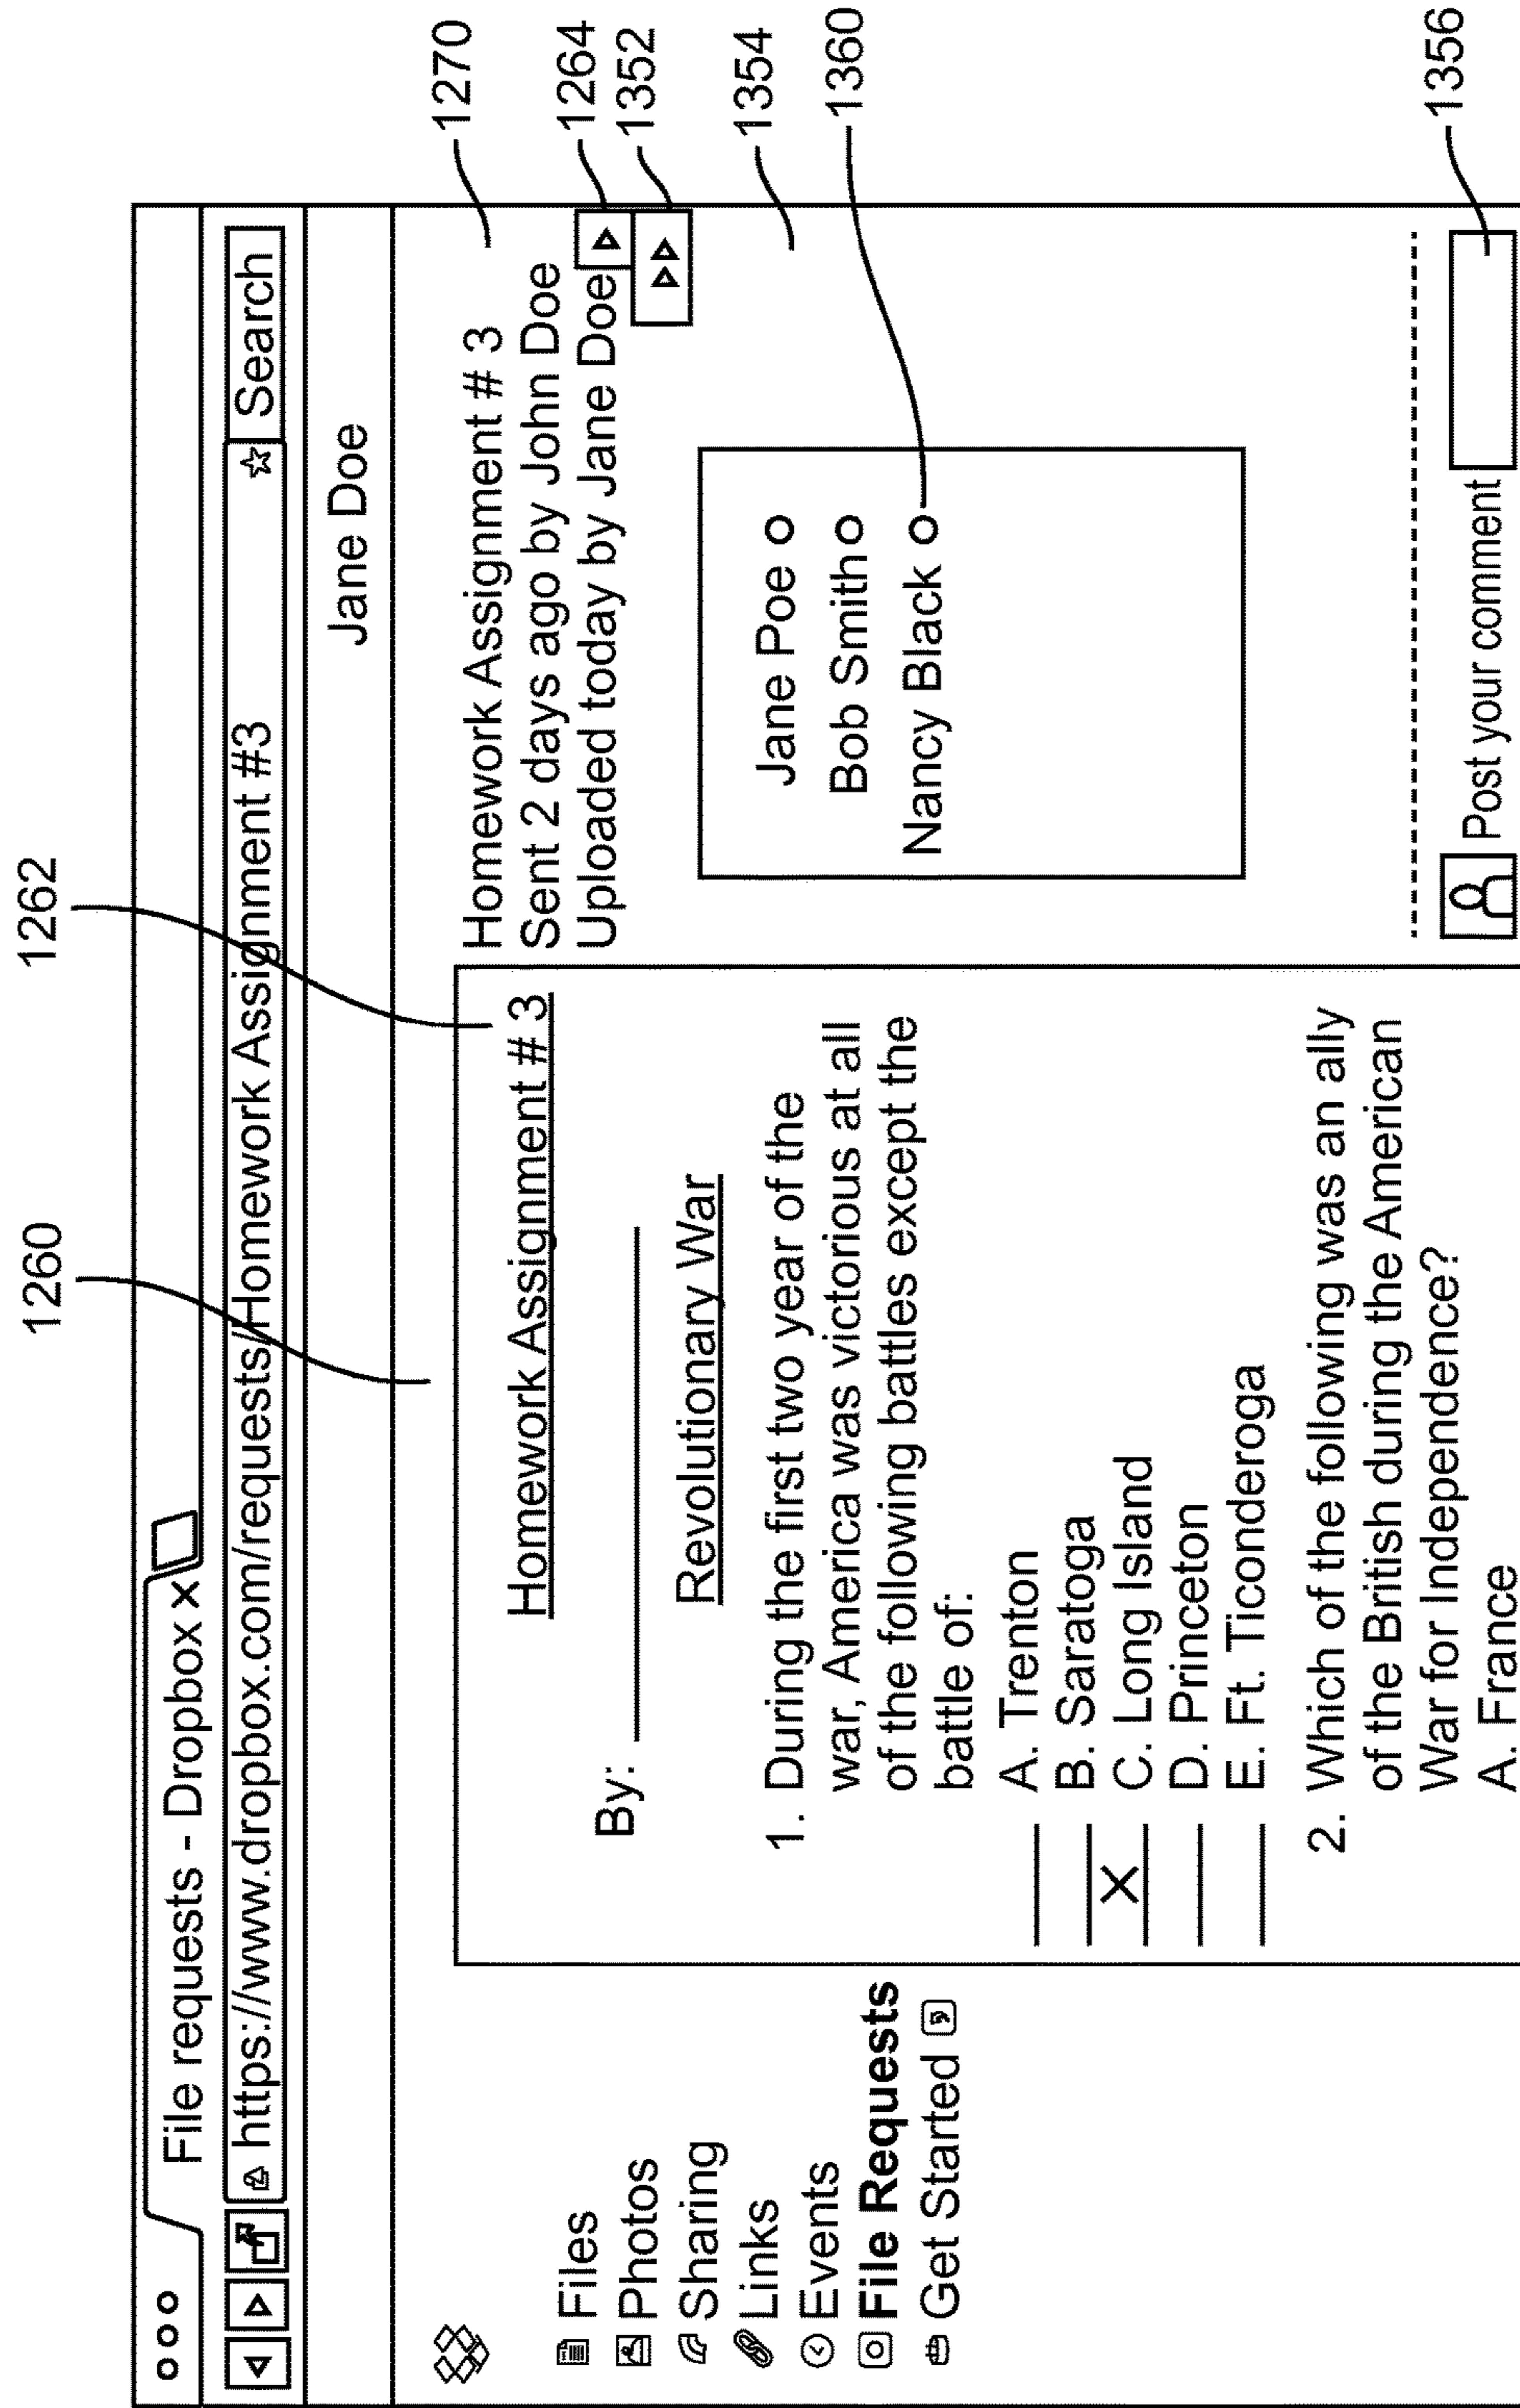 1260
1262
File requests - Dropbox X
https://www.dropbox.com/requests/Homework Assignment #3
Search
Jane Doe
Files
Photos
Sharing
Links
Events
File Requests
Get Started
Homework Assignment # 3
By:
Revolutionary War
1. During the first two year of the
war, America was victorious at all
of the following battles except the
battle of:
A. Trenton
B. Saratoga
X C. Long Island
D. Princeton
E. Ft. Ticonderoga
2. Which of the following was an ally
of the British during the American
War for Independence?
A. France
Homework Assignment # 3
Sent 2 days ago by John Doe
Uploaded today by Jane Doe
Jane Poe
Bob Smith
Nancy Black
Post your comment
1270
1264
1352
1354
1360
1356